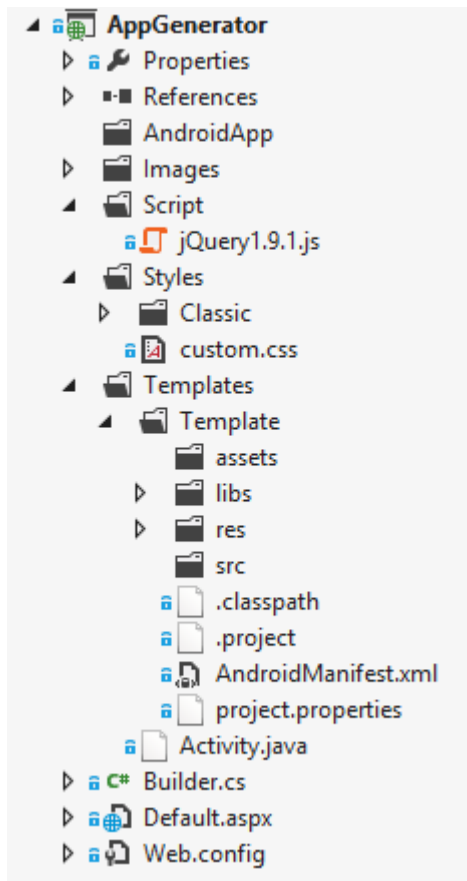 AppGenerator
Properties
References
AndroidApp
Images
Script
jQuery1.9.1.js
Styles
Classic
custom.css
Templates
Template
assets
libs
res
src
.classpath
.project
AndroidManifest.xml
project.properties
Activity.java
C# Builder.cs
Default.aspx
Web.config